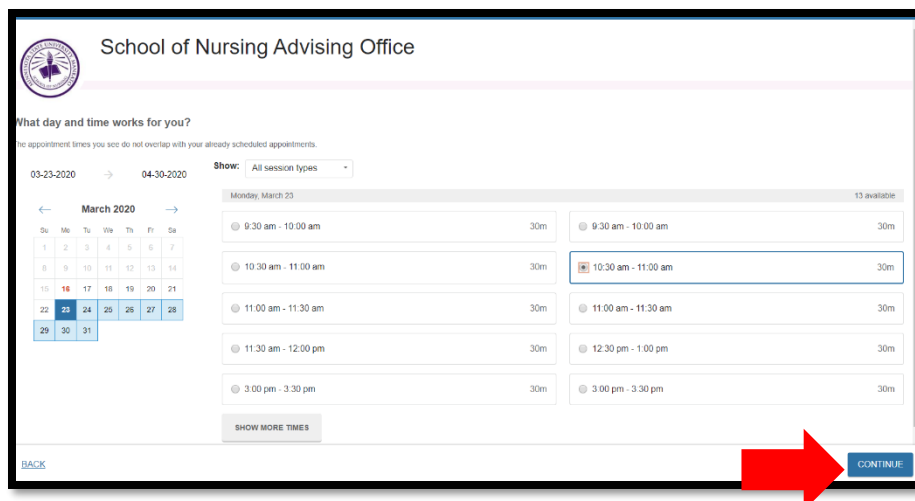 School of Nursing Advising Office
What day and time works for you?
The appointment times you see do not overlap with your already scheduled appointments.
03-23-2020 → 04-30-2020
Show: All session types
Monday, March 23 13 available
← March 2020 →
Su Mo Tu We Th Fr Sa
1 2 3 4 5 6 7
8 9 10 11 12 13 14
15 16 17 18 19 20 21
22 23 24 25 26 27 28
29 30 31
9:30 am - 10:00 am 30m 9:30 am - 10:00 am 30m
10:30 am - 11:00 am 30m 10:30 am - 11:00 am 30m
11:00 am - 11:30 am 30m 11:00 am - 11:30 am 30m
11:30 am - 12:00 pm 30m 12:30 pm - 1:00 pm 30m
3:00 pm - 3:30 pm 30m 3:00 pm - 3:30 pm 30m
SHOW MORE TIMES
BACK CONTINUE